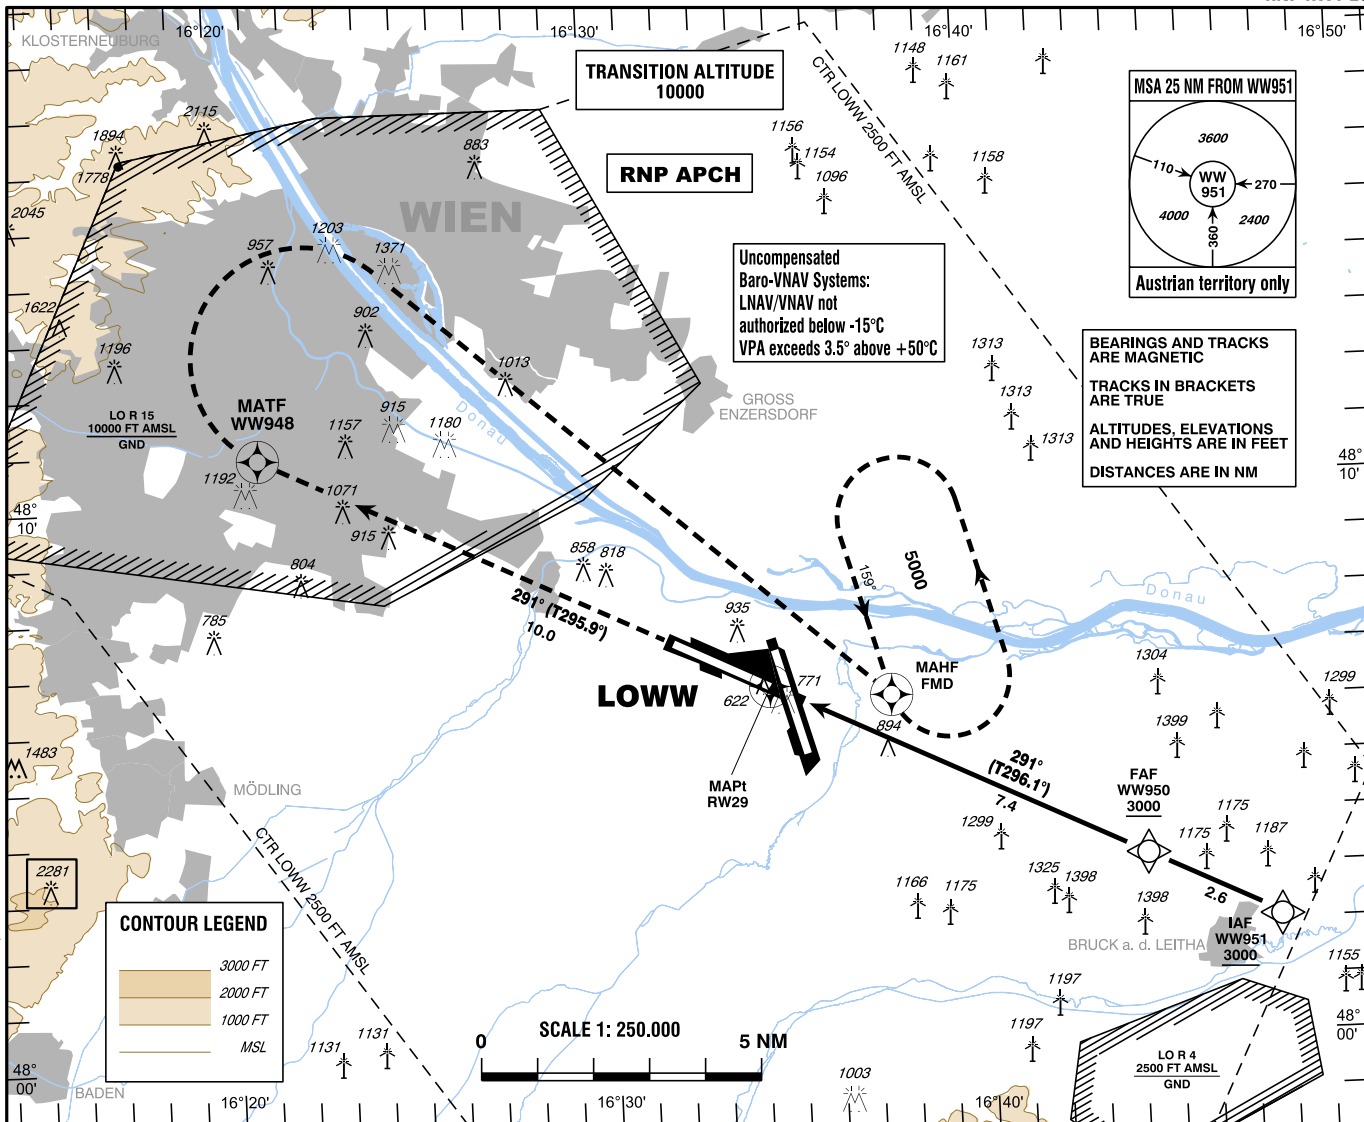 16°20'
16°30'
16°40'
16°50'
KLOSTERNEUBURG
TRANSITION ALTITUDE
10000
RNP APCH
WIEN
CTR LOWW 2500 FT AMSL
MSA 25 NM FROM WW951
3600
110
WW
951
270
4000
2400
360
Austrian territory only
Uncompensated
Baro-VNAV Systems:
LNAV/VNAV not
authorized below -15°C
VPA exceeds 3.5° above +50°C
BEARINGS AND TRACKS
ARE MAGNETIC
TRACKS IN BRACKETS
ARE TRUE
ALTITUDES, ELEVATIONS
AND HEIGHTS ARE IN FEET
DISTANCES ARE IN NM
1148
1161
2115
1894
1778
883
1156
1154
1096
1158
2045
1203
1371
957
902
1622
1196
1013
1313
1313
1313
GROSS
ENZERSDORF
LO R 15
10000 FT AMSL
GND
MATF
WW948
1157
915
1180
Donau
1192
1071
915
48°
10'
48°
10'
858
818
804
785
291° (T295.9°)
10.0
935
159°
5000
Donau
LOWW
622
771
MAHF
FMD
894
MAPt
RW29
1304
1299
1399
291°
(T296.1°)
7.4
FAF
WW950
3000
1483
MÖDLING
1299
1175
1175
1187
2281
CTR LOWW 2500 FT AMSL
1325
1398
1166
1175
1398
2.6
IAF
WW951
3000
BRUCK a. d. LEITHA
1155
CONTOUR LEGEND
3000 FT
2000 FT
1000 FT
MSL
1197
1197
SCALE 1: 250.000
0
5 NM
1131
1131
1003
LO R 4
2500 FT AMSL
GND
48°
00'
48°
00'
BADEN
16°20'
16°30'
16°40'